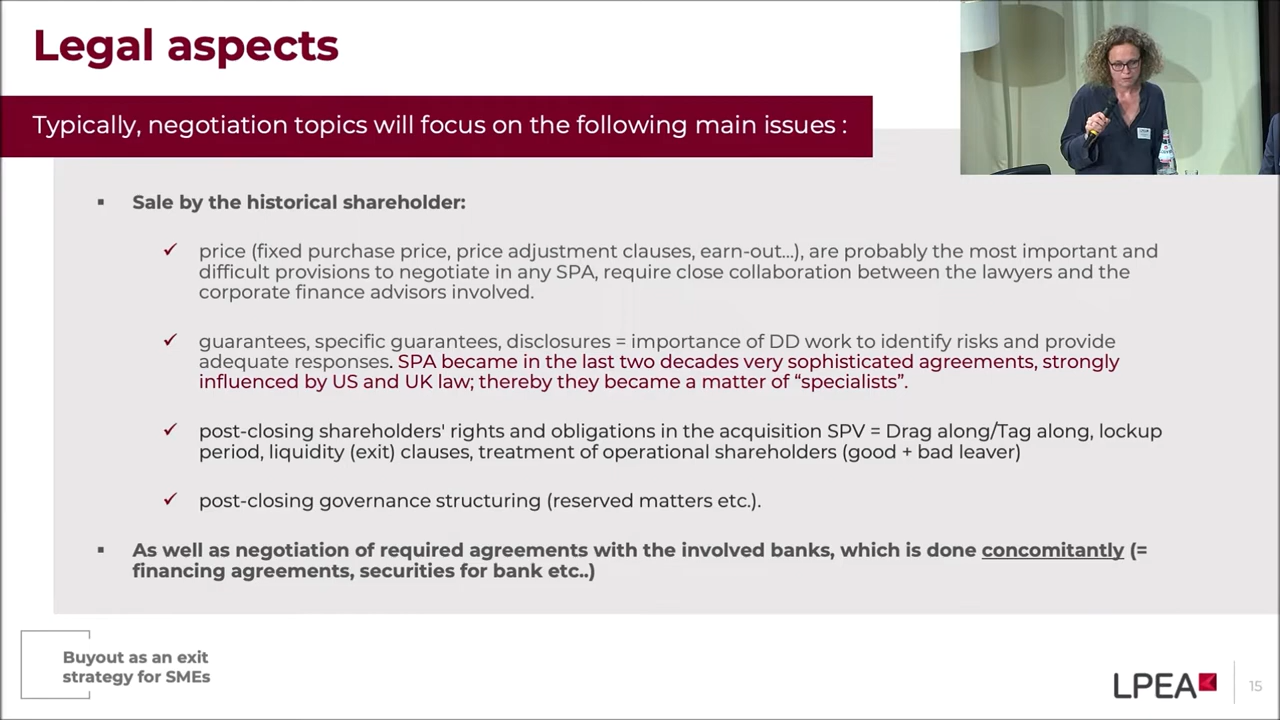 Legal aspects
Typically, negotiation topics will focus on the following main issues :
▪ Sale by the historical shareholder:
✓ price (fixed purchase price, price adjustment clauses, earn-out…), are probably the most important and
difficult provisions to negotiate in any SPA, require close collaboration between the lawyers and the
corporate finance advisors involved.
✓ guarantees, specific guarantees, disclosures = importance of DD work to identify risks and provide
adequate responses. SPA became in the last two decades very sophisticated agreements, strongly
influenced by US and UK law; thereby they became a matter of “specialists”.
✓ post-closing shareholders' rights and obligations in the acquisition SPV = Drag along/Tag along, lockup
period, liquidity (exit) clauses, treatment of operational shareholders (good + bad leaver)
✓ post-closing governance structuring (reserved matters etc.).
▪ As well as negotiation of required agreements with the involved banks, which is done concomitantly (=
financing agreements, securities for bank etc..)
Buyout as an exit
strategy for SMEs
LPEA
15